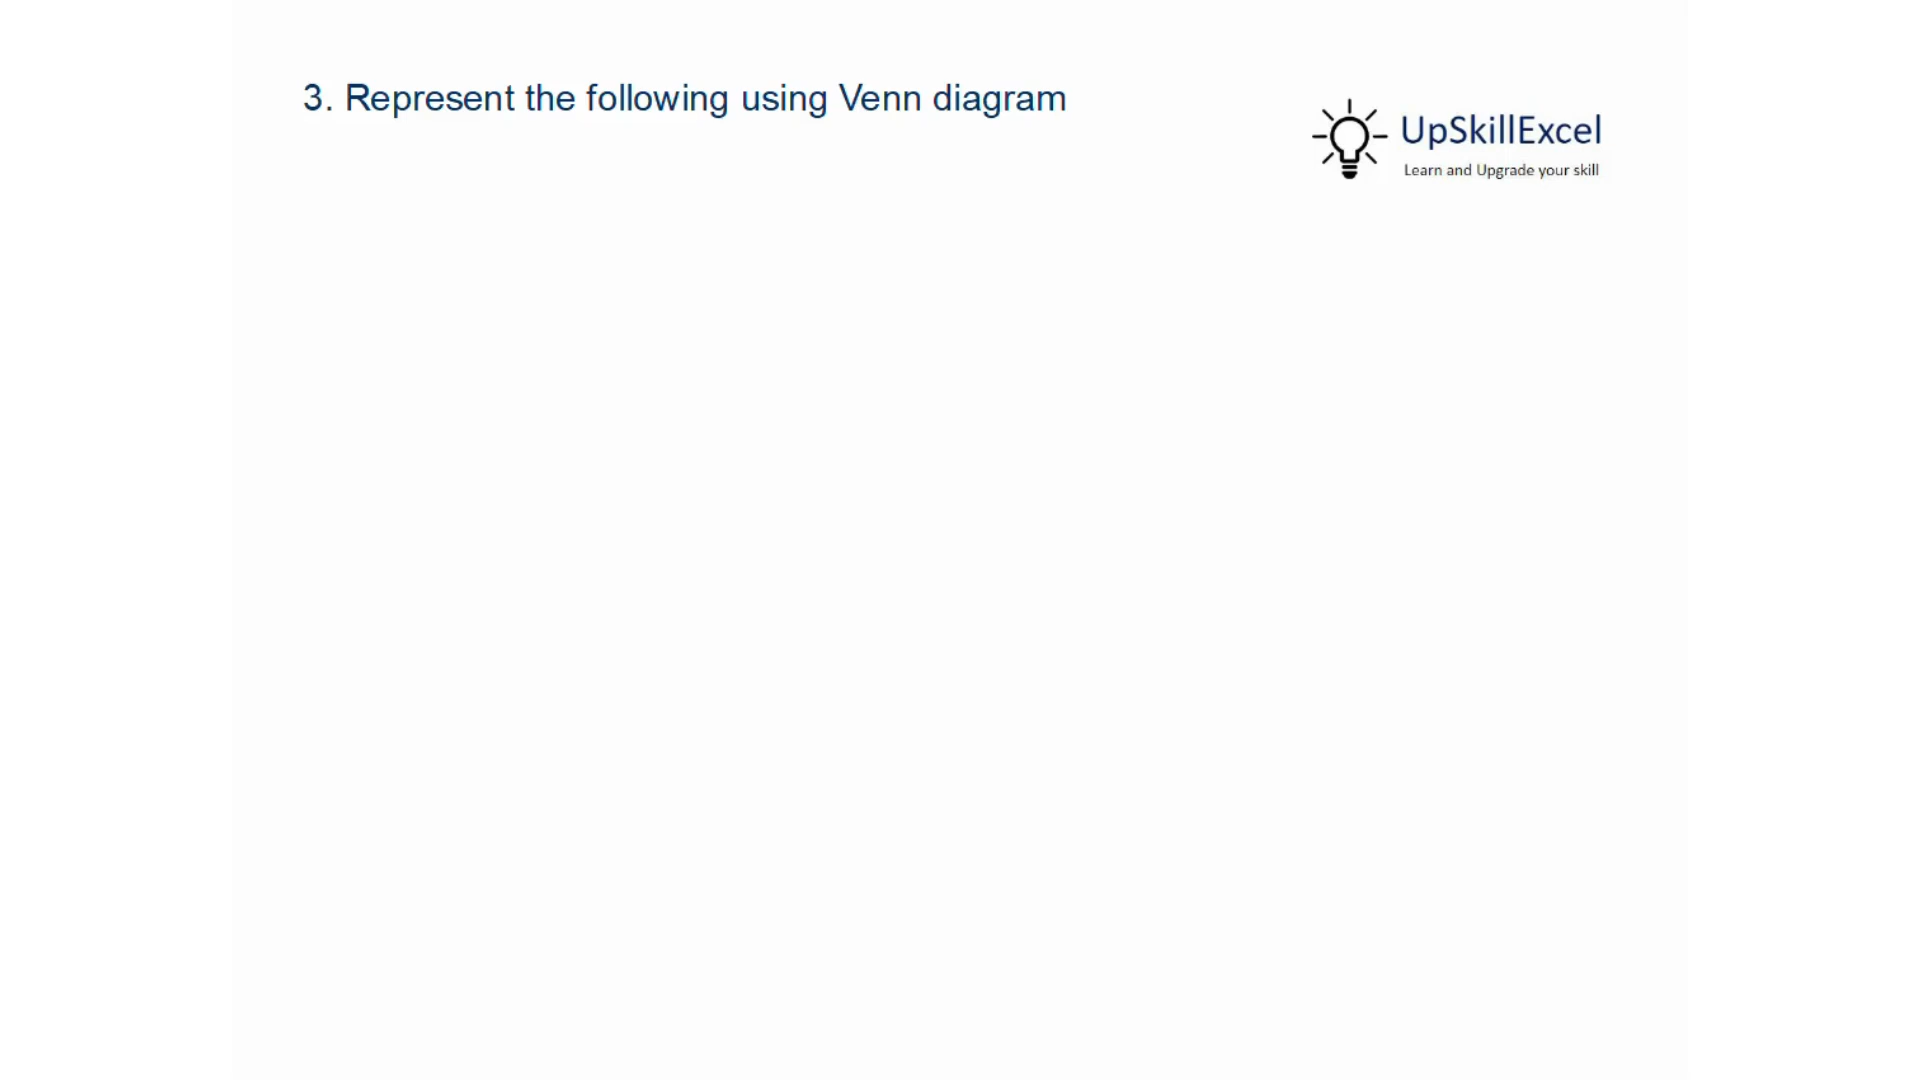 3. Represent the following using Venn diagram
UpSkillExcel
Learn and Upgrade your skill